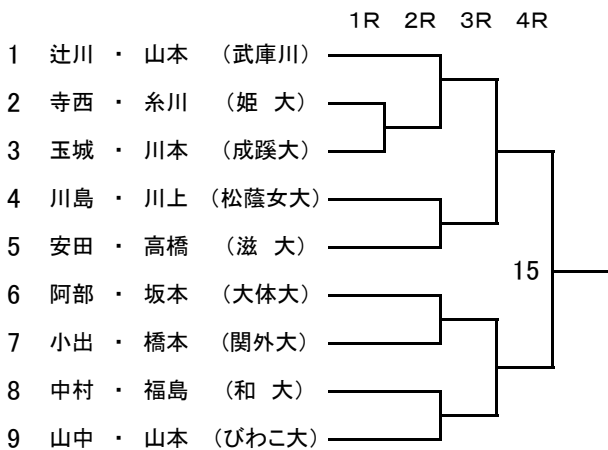 1R 2R 3R 4R
1 辻川 ・ 山本 (武庫川)
2 寺西 ・ 糸川 (姫 大)
3 玉城 ・ 川本 (成蹊大)
4 川島 ・ 川上 (松蔭女大)
5 安田 ・ 高橋 (滋 大)
15
6 阿部 ・ 坂本 (大体大)
7 小出 ・ 橋本 (関外大)
8 中村 ・ 福島 (和 大)
9 山中 ・ 山本 (びわこ大)